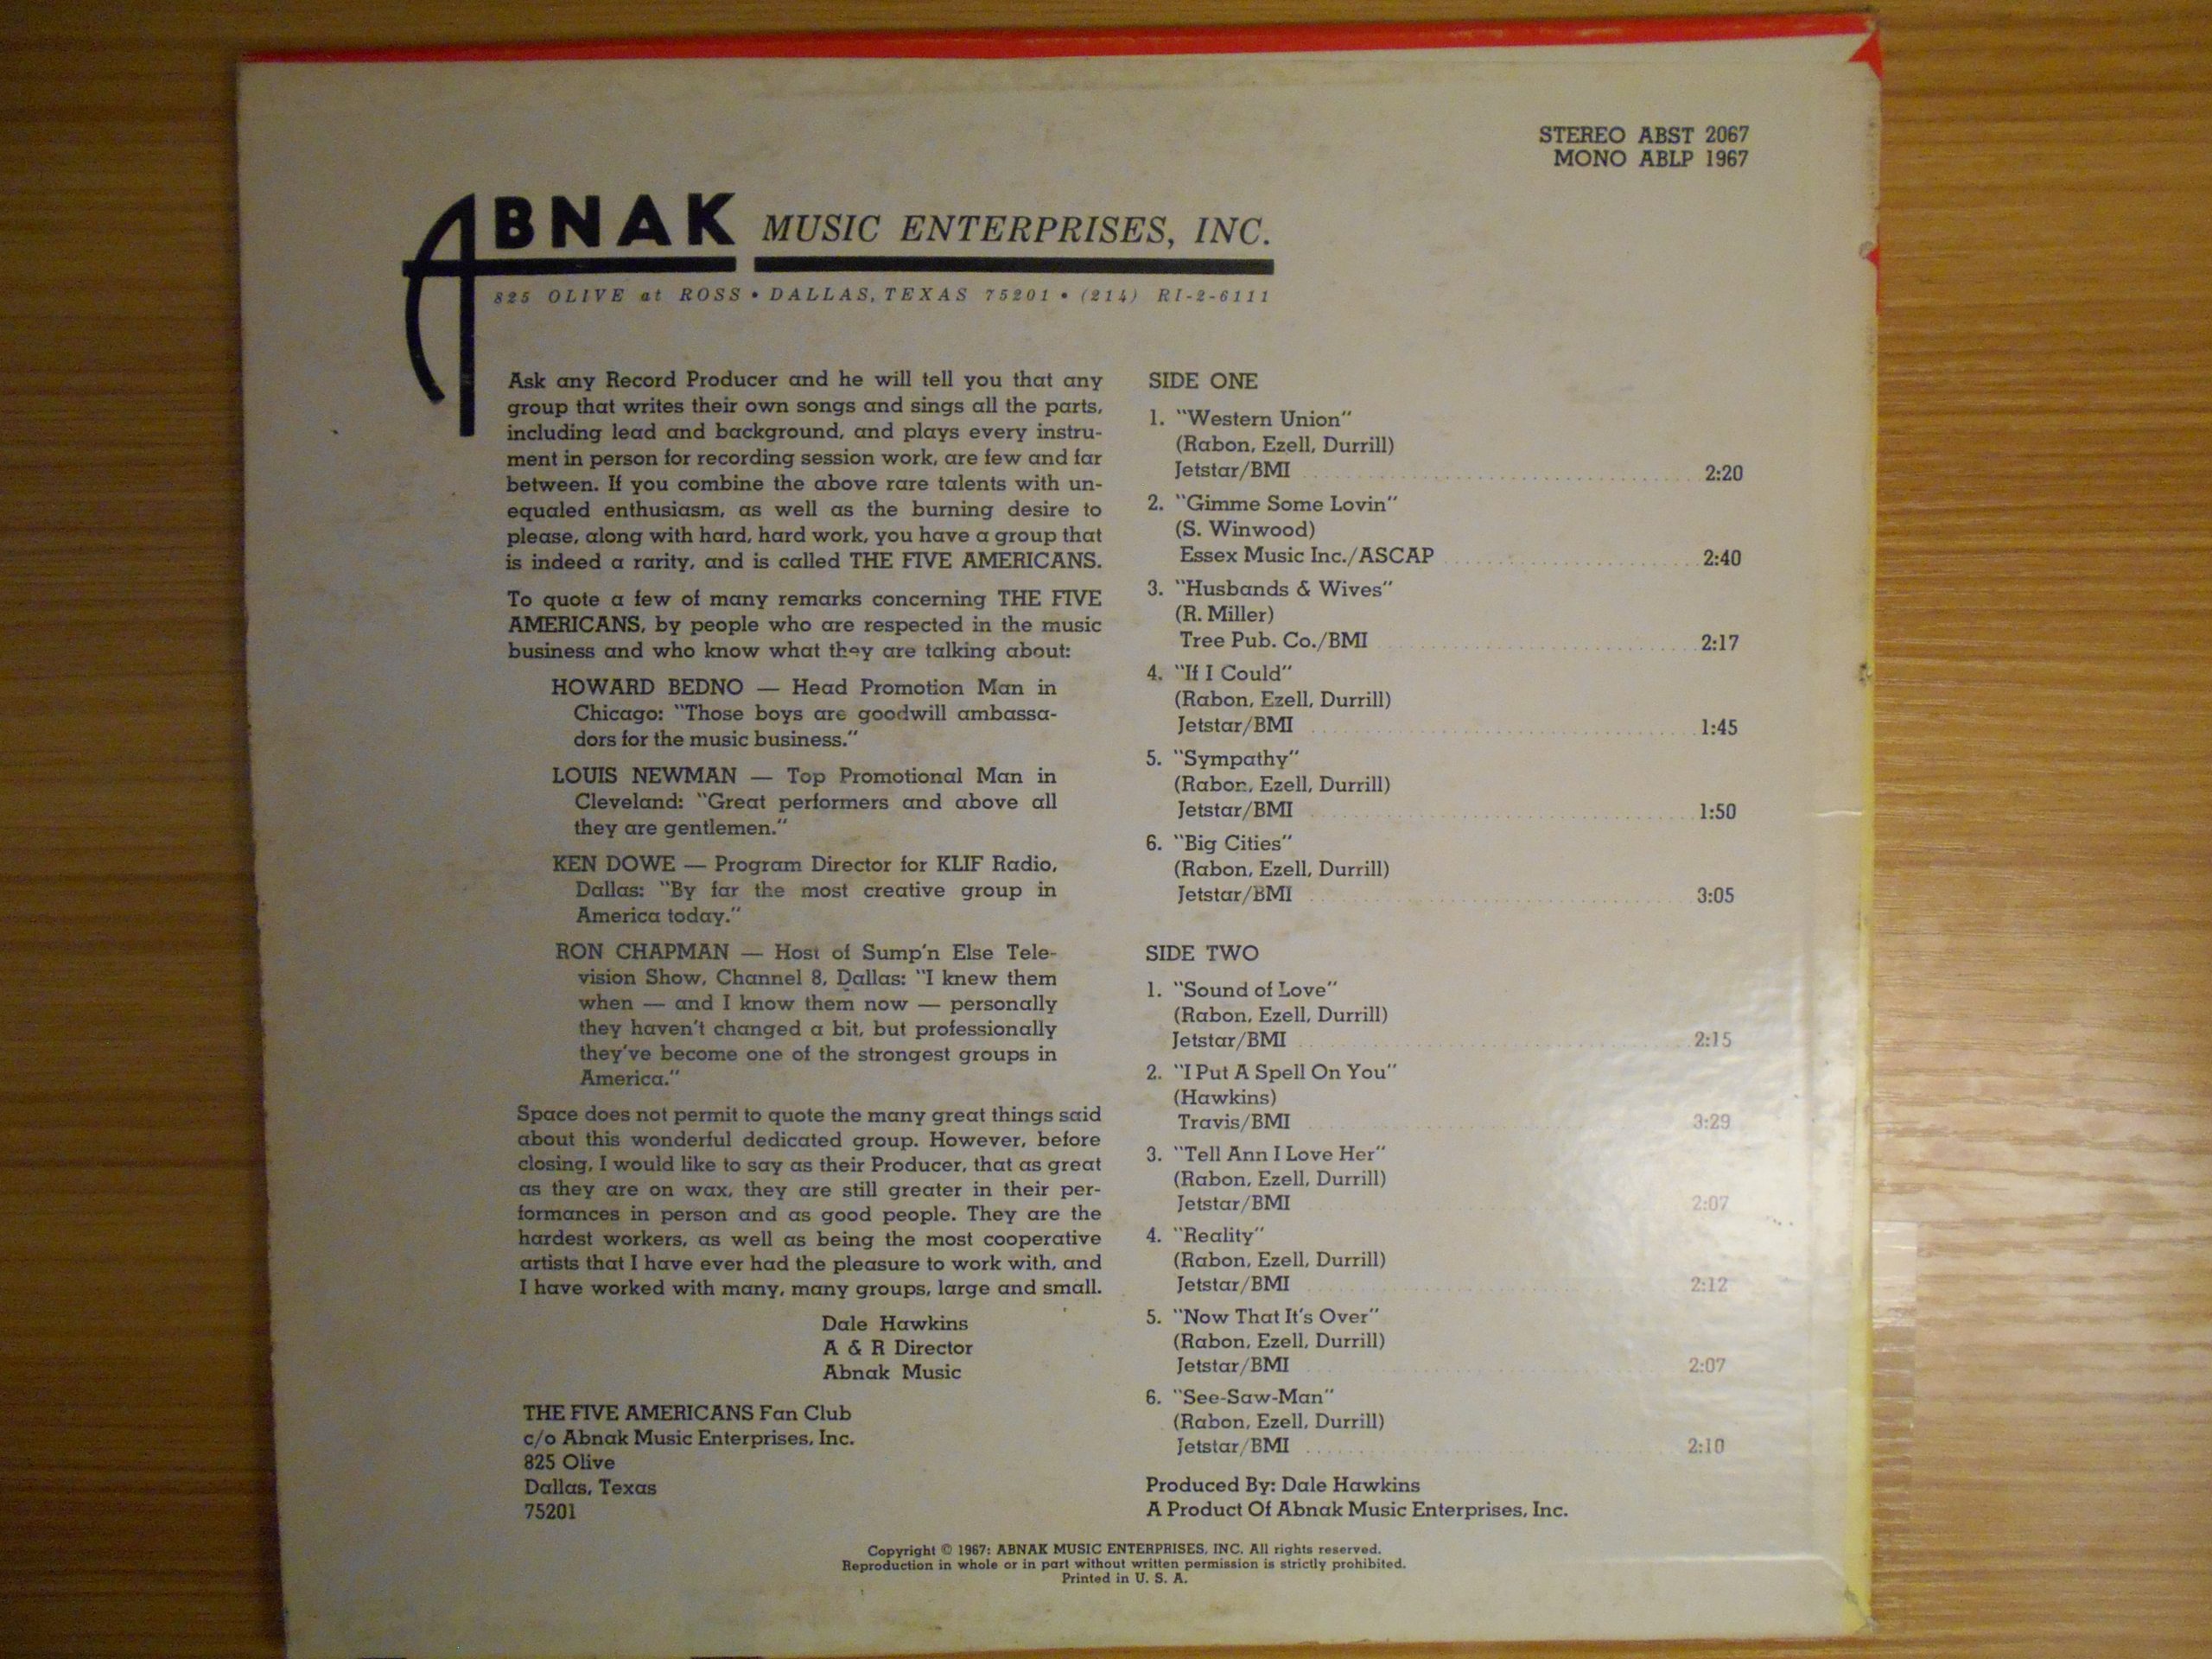 STEREO ABST 2067
MONO ABLP 1967
ABNAK MUSIC ENTERPRISES, INC.
825 OLIVE at ROSS • DALLAS, TEXAS 75201 • (214) RI-2-6111
Ask any Record Producer and he will tell you that any
group that writes their own songs and sings all the parts,
including lead and background, and plays every instru-
ment in person for recording session work, are few and far
between. If you combine the above rare talents with un-
equaled enthusiasm, as well as the burning desire to
please, along with hard, hard work, you have a group that
is indeed a rarity, and is called THE FIVE AMERICANS.
To quote a few of many remarks concerning THE FIVE
AMERICANS, by people who are respected in the music
business and who know what they are talking about:
HOWARD BEDNO — Head Promotion Man in
Chicago: "Those boys are goodwill ambassa-
dors for the music business."
LOUIS NEWMAN — Top Promotional Man in
Cleveland: "Great performers and above all
they are gentlemen."
KEN DOWE — Program Director for KLIF Radio,
Dallas: "By far the most creative group in
America today."
RON CHAPMAN — Host of Sump'n Else Tele-
vision Show, Channel 8, Dallas: "I knew them
when — and I know them now — personally
they haven't changed a bit, but professionally
they've become one of the strongest groups in
America."
Space does not permit to quote the many great things said
about this wonderful dedicated group. However, before
closing, I would like to say as their Producer, that as great
as they are on wax, they are still greater in their per-
formances in person and as good people. They are the
hardest workers, as well as being the most cooperative
artists that I have ever had the pleasure to work with, and
I have worked with many, many groups, large and small.
Dale Hawkins
A & R Director
Abnak Music
THE FIVE AMERICANS Fan Club
c/o Abnak Music Enterprises, Inc.
825 Olive
Dallas, Texas
75201
SIDE ONE
1. "Western Union"
(Rabon, Ezell, Durrill)
Jetstar/BMI 2:20
2. "Gimme Some Lovin"
(S. Winwood)
Essex Music Inc./ASCAP 2:40
3. "Husbands & Wives"
(R. Miller)
Tree Pub. Co./BMI 2:17
4. "If I Could"
(Rabon, Ezell, Durrill)
Jetstar/BMI 1:45
5. "Sympathy"
(Rabon, Ezell, Durrill)
Jetstar/BMI 1:50
6. "Big Cities"
(Rabon, Ezell, Durrill)
Jetstar/BMI 3:05
SIDE TWO
1. "Sound of Love"
(Rabon, Ezell, Durrill)
Jetstar/BMI 2:15
2. "I Put A Spell On You"
(Hawkins)
Travis/BMI 3:29
3. "Tell Ann I Love Her"
(Rabon, Ezell, Durrill)
Jetstar/BMI 2:07
4. "Reality"
(Rabon, Ezell, Durrill)
Jetstar/BMI 2:12
5. "Now That It's Over"
(Rabon, Ezell, Durrill)
Jetstar/BMI 2:07
6. "See-Saw-Man"
(Rabon, Ezell, Durrill)
Jetstar/BMI 2:10
Produced By: Dale Hawkins
A Product Of Abnak Music Enterprises, Inc.
Copyright © 1967: ABNAK MUSIC ENTERPRISES, INC. All rights reserved.
Reproduction in whole or in part without written permission is strictly prohibited.
Printed in U. S. A.